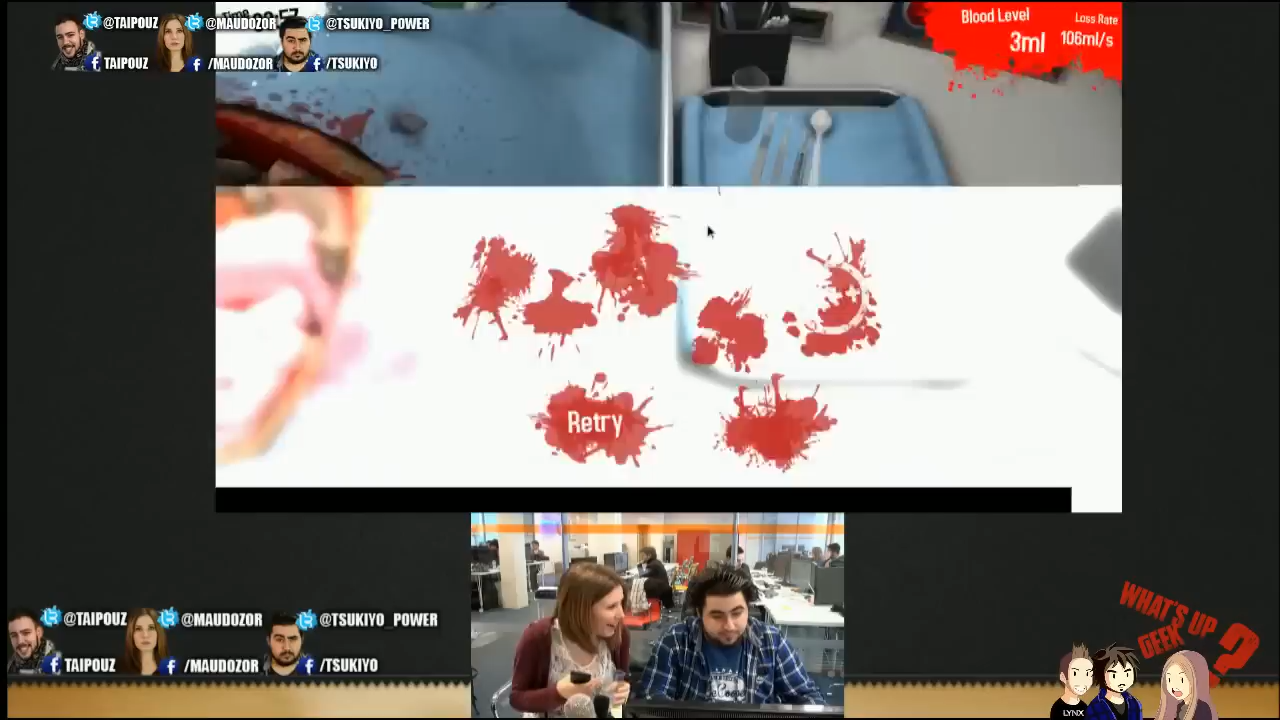 @TAIPOUZ @MAUDOZOR @TSUKIYO_POWER
TAIPOUZ /MAUDOZOR /TSUKIYO
Blood Level
3ml
Loss Rate
106ml/s
Retry
@TAIPOUZ @MAUDOZOR @TSUKIYO_POWER
TAIPOUZ /MAUDOZOR /TSUKIYO
WHAT'S UP
GEEK
?
LYNX